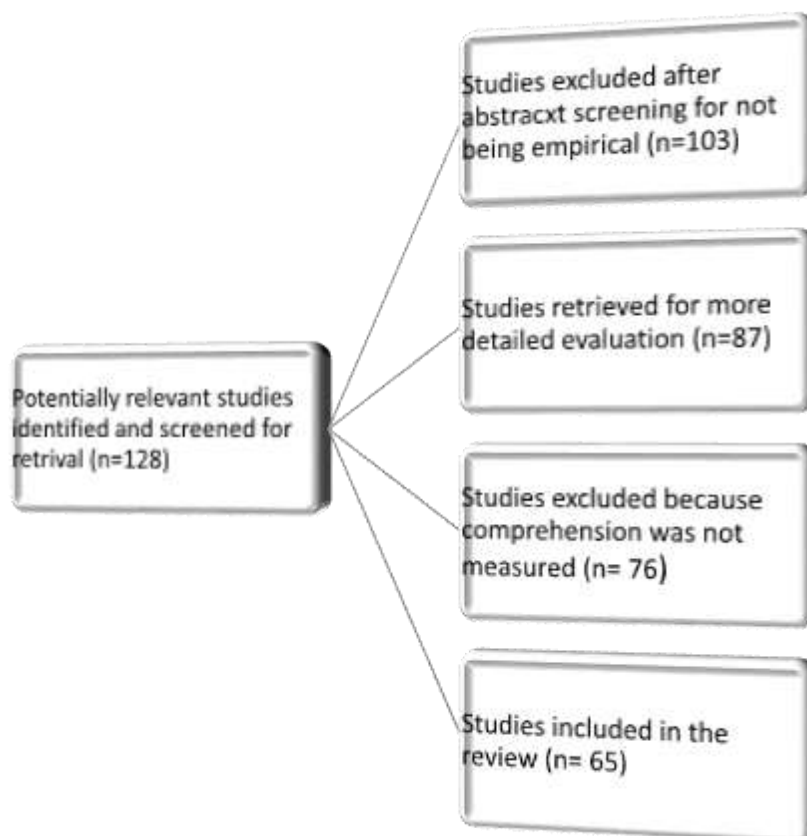 Studies excluded after
abstracxt screening for not
being empirical (n=103)
Studies retrieved for more
detailed evaluation (n=87)
Potentially relevant studies
identified and screened for
retrival (n=128)
Studies excluded because
comprehension was not
measured (n= 76)
Studies included in the
review (n= 65)